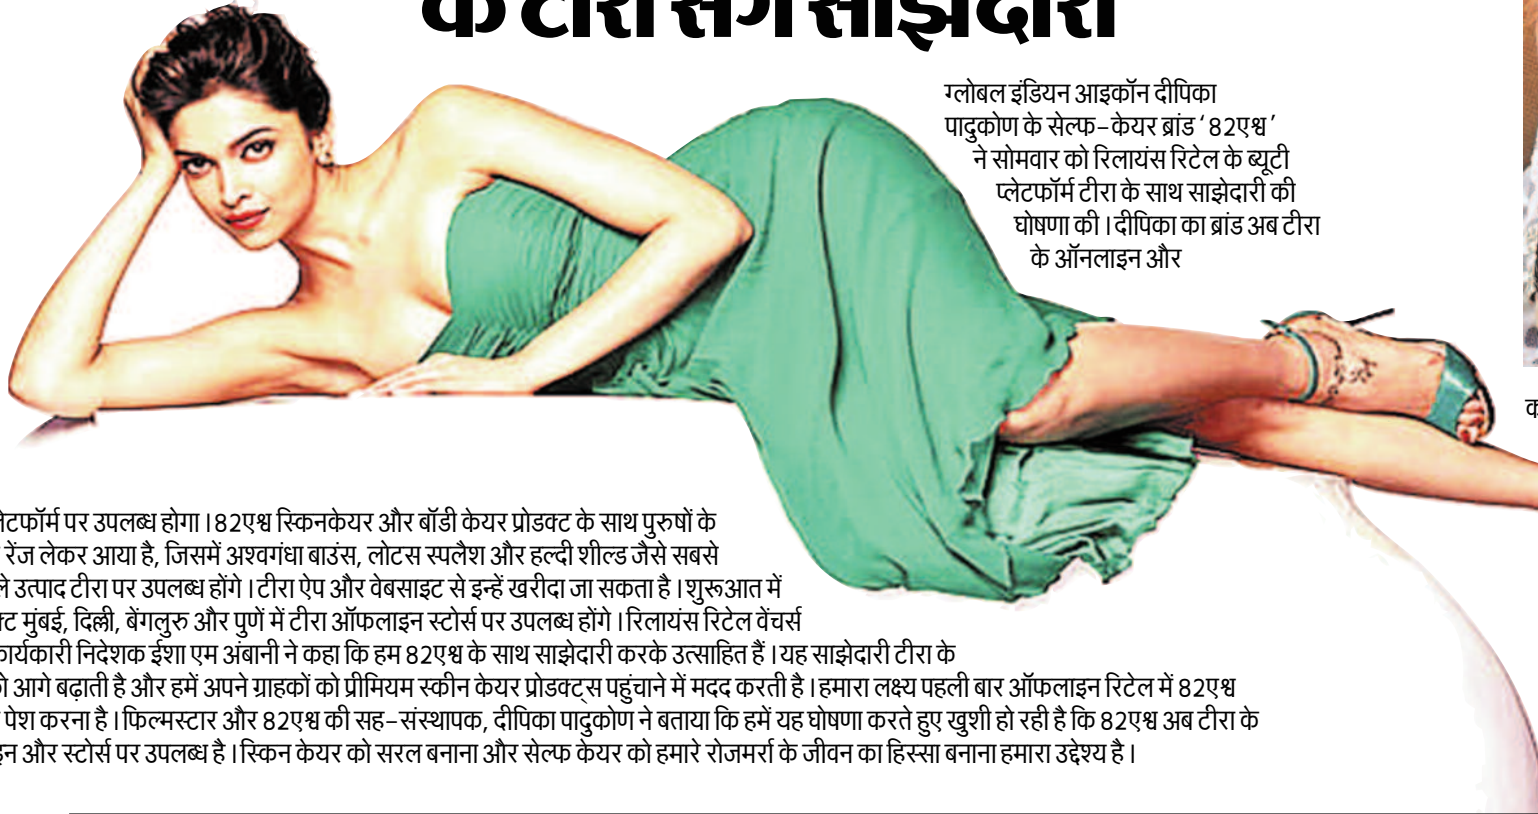 के टीरा संग साझेदारी
ग्लोबल इंडियन आइकॉन दीपिका
पादुकोण के सेल्फ-केयर ब्रांड ‘82एश्व’
ने सोमवार को रिलायंस रिटेल के ब्यूटी
प्लेटफॉर्म टीरा के साथ साझेदारी की
घोषणा की। दीपिका का ब्रांड अब टीरा
के ऑनलाइन और
पर उपलब्ध होगा। 82एश्व स्किनकेयर और बॉडी केयर प्रोडक्ट के साथ पुरुषों के
रेंज लेकर आया है, जिसमें अश्वगंधा बाउंस, लोटस स्पलैश और हल्दी शील्ड जैसे सबसे
उत्पाद टीरा पर उपलब्ध होंगे। टीरा ऐप और वेबसाइट से इन्हें खरीदा जा सकता है। शुरूआत में
मुंबई, दिल्ली, बेंगलुरु और पुणें में टीरा ऑफलाइन स्टोर्स पर उपलब्ध होंगे। रिलायंस रिटेल वेंचर्स
कार्यकारी निदेशक ईशा एम अंबानी ने कहा कि हम 82एश्व के साथ साझेदारी करके उत्साहित हैं। यह साझेदारी टीरा के
आगे बढ़ाती है और हमें अपने ग्राहकों को प्रीमियम स्कीन केयर प्रोडक्ट्स पहुंचाने में मदद करती है। हमारा लक्ष्य पहली बार ऑफलाइन रिटेल में 82एश्व
पेश करना है। फिल्मस्टार और 82एश्व की सह-संस्थापक, दीपिका पादुकोण ने बताया कि हमें यह घोषणा करते हुए खुशी हो रही है कि 82एश्व अब टीरा के
और स्टोर्स पर उपलब्ध है। स्किन केयर को सरल बनाना और सेल्फ केयर को हमारे रोजमर्रा के जीवन का हिस्सा बनाना हमारा उद्देश्य है।